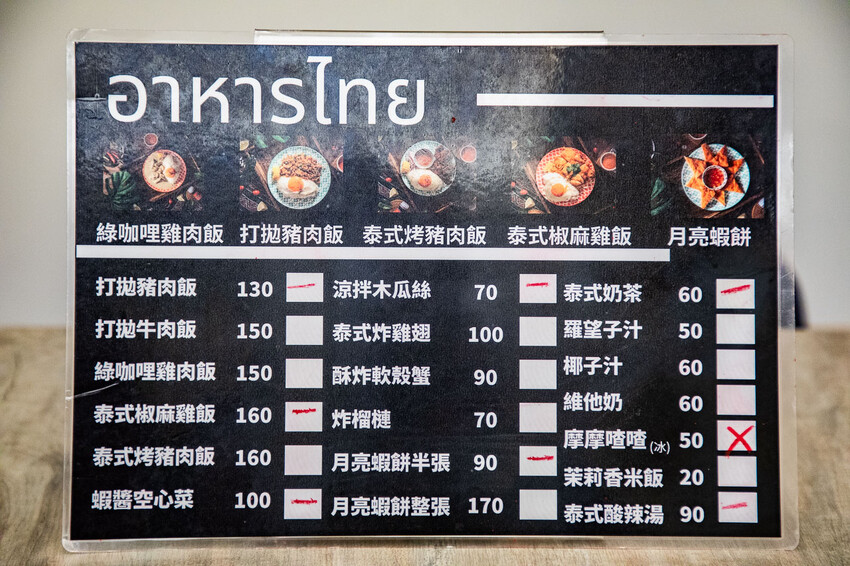 อาหารไทย
綠咖哩雞肉飯 打拋豬肉飯 泰式烤豬肉飯 泰式椒麻雞飯 月亮蝦餅
打拋豬肉飯 130
打拋牛肉飯 150
綠咖哩雞肉飯 150
泰式椒麻雞飯 160
泰式烤豬肉飯 160
蝦醬空心菜 100
涼拌木瓜絲 70
泰式炸雞翅 100
酥炸軟殼蟹 90
炸榴槤 70
月亮蝦餅半張 90
月亮蝦餅整張 170
泰式奶茶 60
羅望子汁 50
椰子汁 60
維他奶 60
摩摩喳喳(冰) 50
茉莉香米飯 20
泰式酸辣湯 90